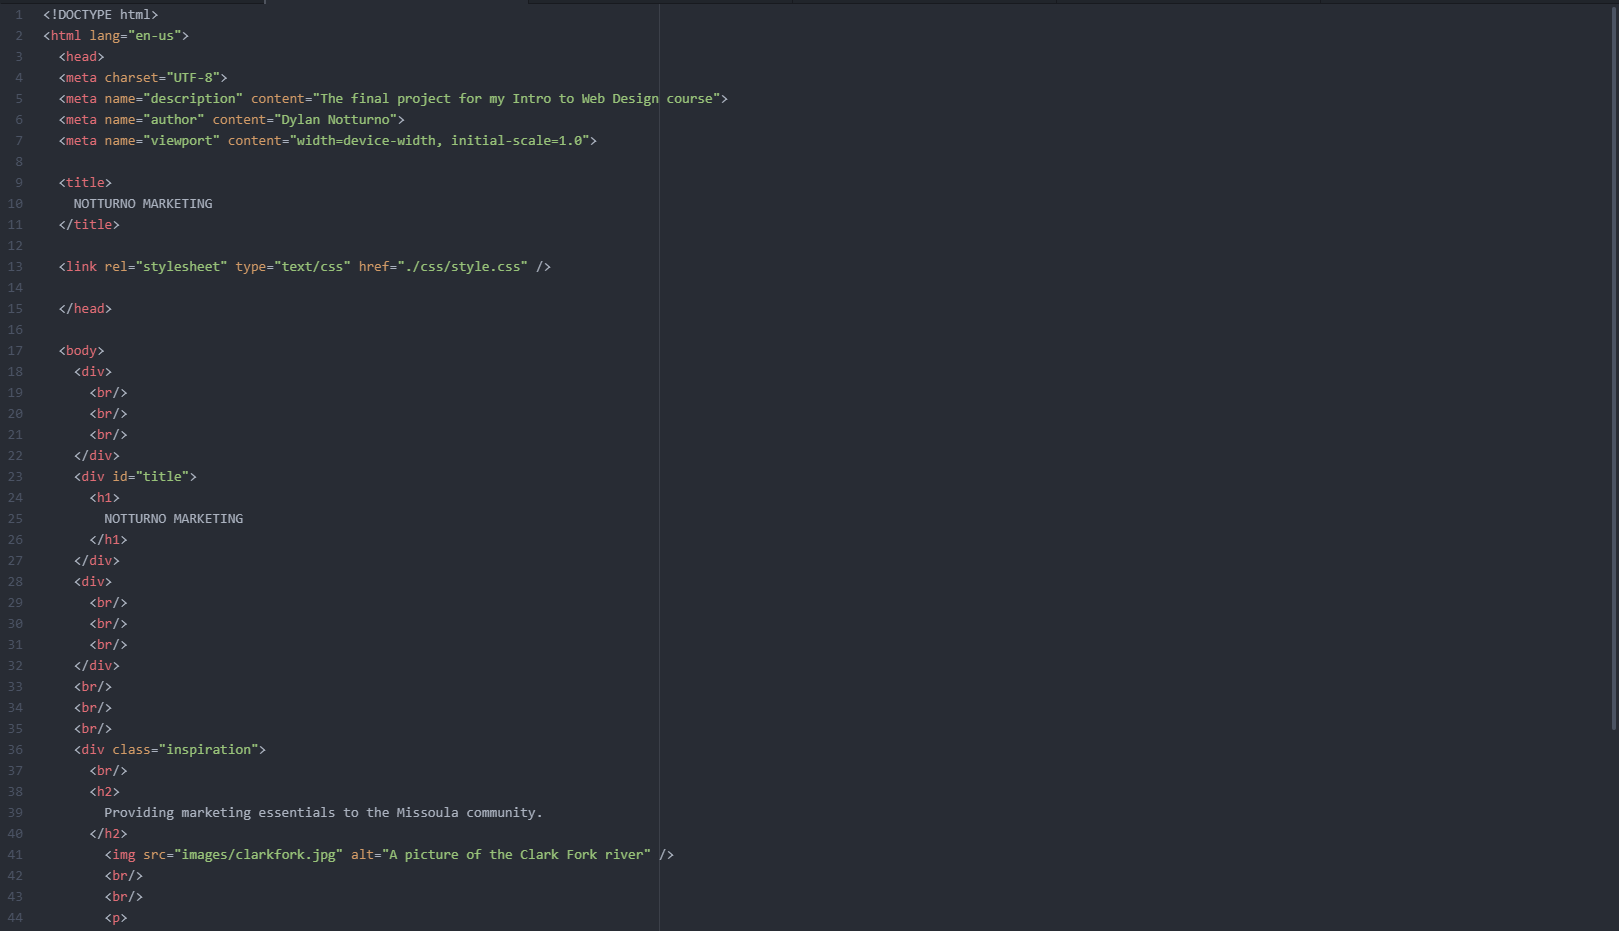 1 <!DOCTYPE html>
2 <html lang="en-us">
3 <head>
4 <meta charset="UTF-8">
5 <meta name="description" content="The final project for my Intro to Web Design course">
6 <meta name="author" content="Dylan Notturno">
7 <meta name="viewport" content="width=device-width, initial-scale=1.0">
8
9 <title>
10 NOTTURNO MARKETING
11 </title>
12
13 <link rel="stylesheet" type="text/css" href="./css/style.css" />
14
15 </head>
16
17 <body>
18 <div>
19 <br/>
20 <br/>
21 <br/>
22 </div>
23 <div id="title">
24 <h1>
25 NOTTURNO MARKETING
26 </h1>
27 </div>
28 <div>
29 <br/>
30 <br/>
31 <br/>
32 </div>
33 <br/>
34 <br/>
35 <br/>
36 <div class="inspiration">
37 <br/>
38 <h2>
39 Providing marketing essentials to the Missoula community.
40 </h2>
41 <img src="images/clarkfork.jpg" alt="A picture of the Clark Fork river" />
42 <br/>
43 <br/>
44 <p>